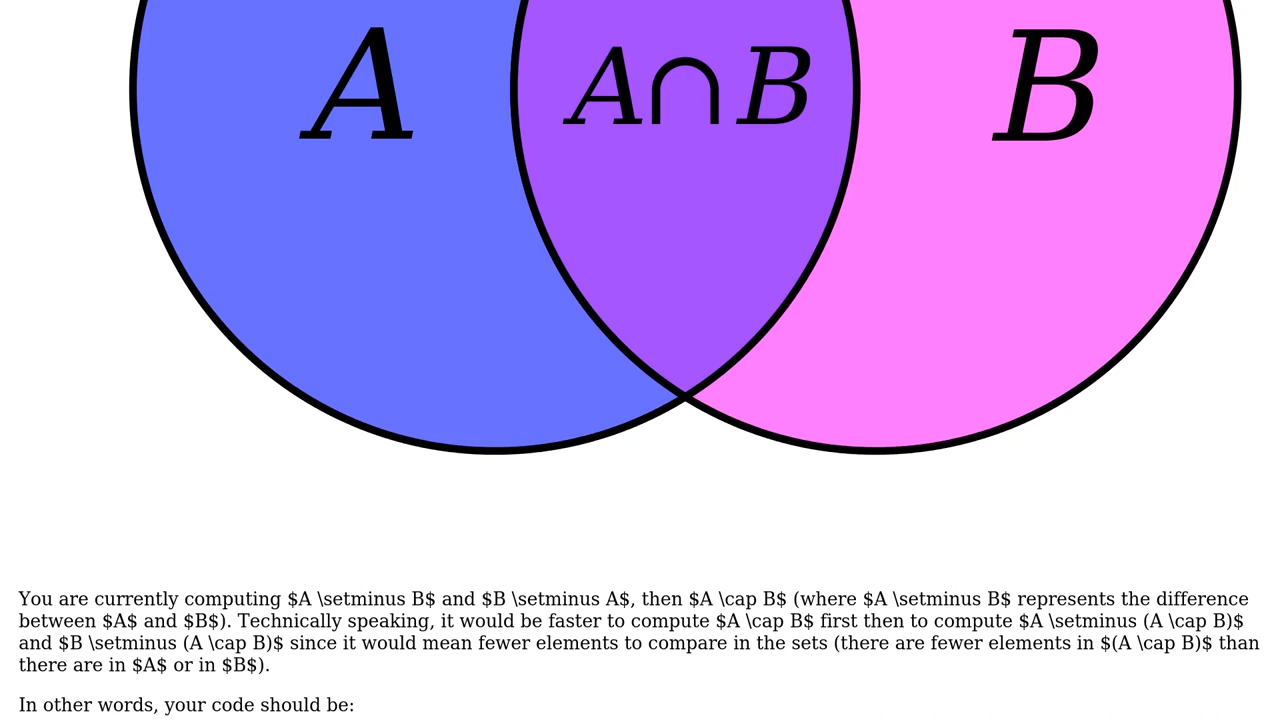 A A∩B B
You are currently computing $A \setminus B$ and $B \setminus A$, then $A \cap B$ (where $A \setminus B$ represents the difference
between $A$ and $B$). Technically speaking, it would be faster to compute $A \cap B$ first then to compute $A \setminus (A \cap B)$
and $B \setminus (A \cap B)$ since it would mean fewer elements to compare in the sets (there are fewer elements in $(A \cap B)$ than
there are in $A$ or in $B$).
In other words, your code should be: